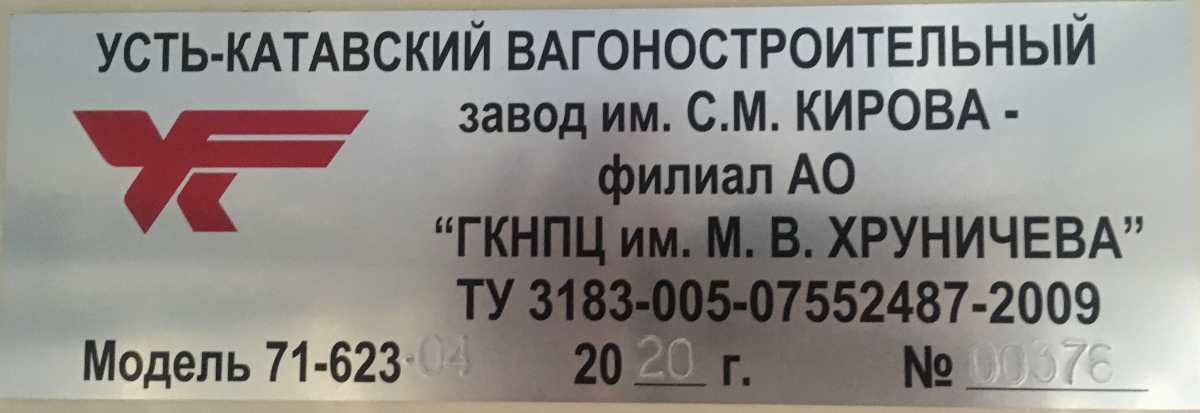 УСТЬ-КАТАВСКИЙ ВАГОНОСТРОИТЕЛЬНЫЙ
завод им. С.М. КИРОВА -
филиал АО
“ГКНПЦ им. М. В. ХРУНИЧЕВА”
ТУ 3183-005-07552487-2009
Модель 71-623-04 2020 г. № 00376